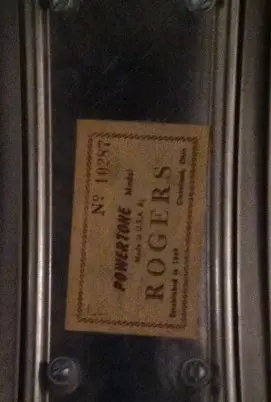 Nº 10287
POWERTONE Model
Made in U.S.A. By
ROGERS
Established in 1849 Cleveland, Ohio